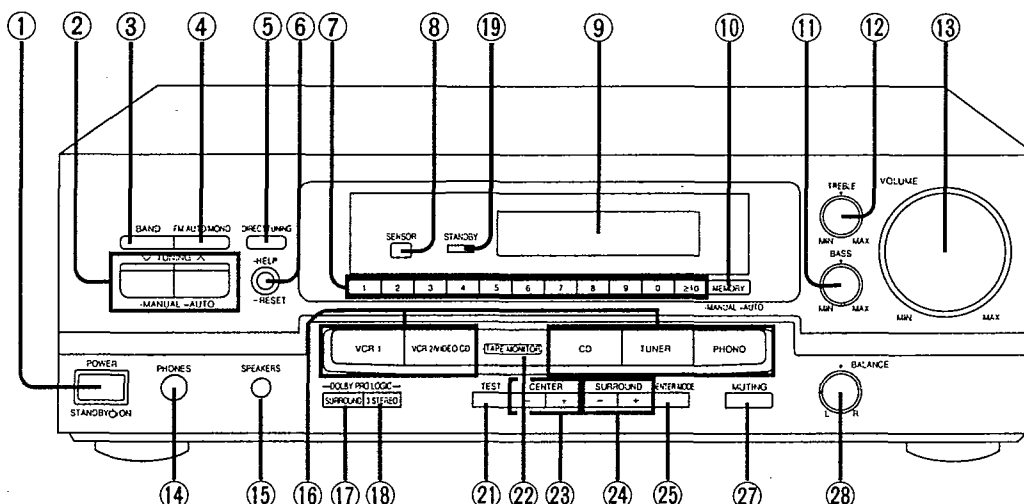 ① ② ③ ④ ⑤ ⑥ ⑦ ⑧ ⑲ ⑨ ⑩ ⑪ ⑫ ⑬
TREBLE
VOLUME
BAND FM AUTO/MONO DIRECT TUNING
SENSOR STANDBY
TUNING
-HELP
MIN MAX
BASS
-MANUAL =AUTO
-RESET
1 2 3 4 5 6 7 8 9 0 ≥10 MEMORY
-MANUAL =AUTO
MIN MAX
MIN MAX
VCR 1 VCR 2/VIDEO CD TAPE MONITOR CD TUNER PHONO
POWER
PHONES SPEAKERS
BALANCE
DOLBY PRO LOGIC
TEST CENTER SURROUND ENTER MODE MUTING
SURROUND 3 STEREO
- + - +
STANDBY ON
L R
⑭ ⑮ ⑯ ⑰ ⑱ ㉑ ㉒ ㉓ ㉔ ㉕ ㉗ ㉘